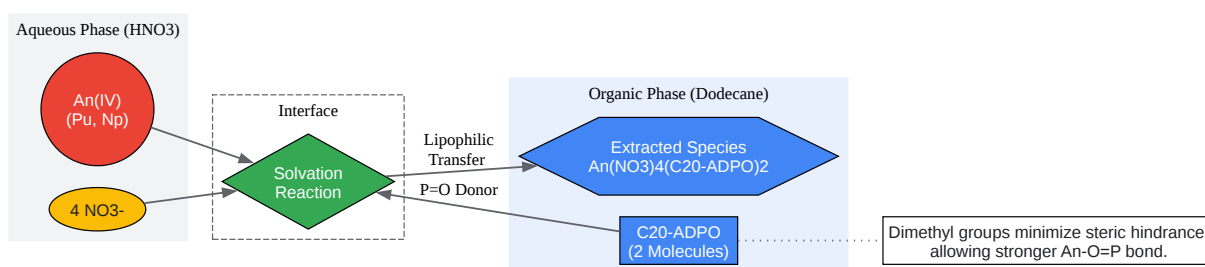 Aqueous Phase (HNO3)
An(IV)
(Pu, Np)
4 NO3-
Interface
Solvation
Reaction
Lipophilic
Transfer
P=O Donor
Organic Phase (Dodecane)
Extracted Species
An(NO3)4(C20-ADPO)2
C20-ADPO
(2 Molecules)
Dimethyl groups minimize steric hindrance
allowing stronger An-O=P bond.